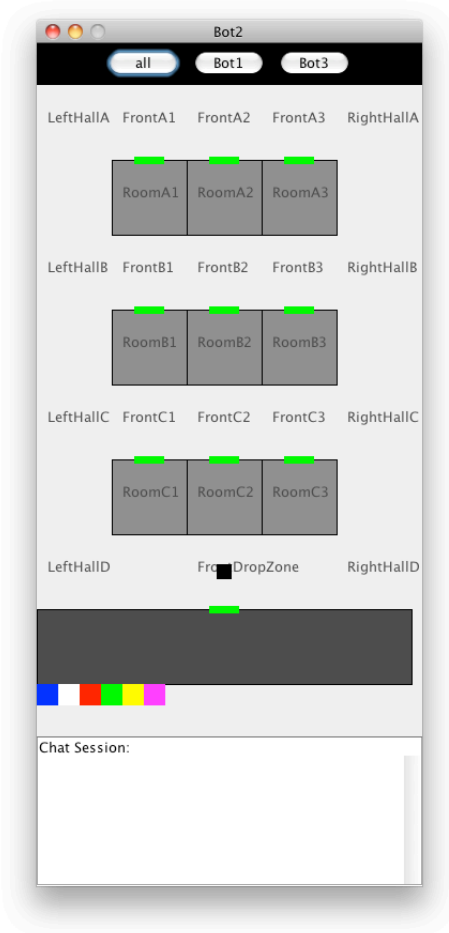 Bot2
all Bot1 Bot3
LeftHallA FrontA1 FrontA2 FrontA3 RightHallA
RoomA1 RoomA2 RoomA3
LeftHallB FrontB1 FrontB2 FrontB3 RightHallB
RoomB1 RoomB2 RoomB3
LeftHallC FrontC1 FrontC2 FrontC3 RightHallC
RoomC1 RoomC2 RoomC3
LeftHallD FrontDropZone RightHallD
Chat Session: